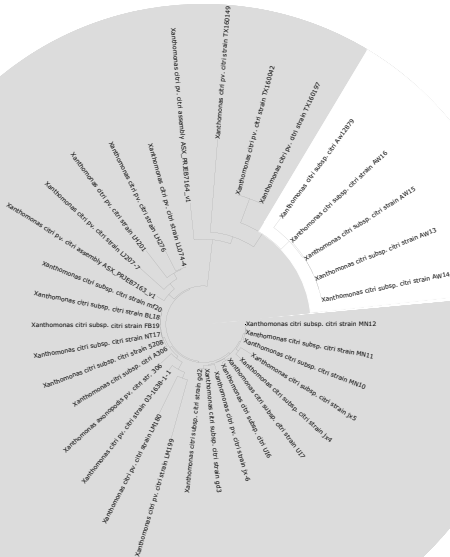 Xanthomonas citri pv. citri assembly ASX_PRJEB7164_v1
Xanthomonas citri pv. citri strain TX160149
Xanthomonas citri pv. citri strain TX160042
Xanthomonas citri pv. citri strain TX160197
Xanthomonas citri subsp. citri Aw12879
Xanthomonas citri subsp. citri strain AW16
Xanthomonas citri subsp. citri strain AW15
Xanthomonas citri subsp. citri strain AW13
Xanthomonas citri subsp. citri strain AW14
Xanthomonas citri subsp. citri strain MN12
Xanthomonas citri subsp. citri strain MN11
Xanthomonas citri subsp. citri strain MN10
Xanthomonas citri subsp. citri strain jx5
Xanthomonas citri subsp. citri strain jx4
Xanthomonas citri subsp. citri strain UI7
Xanthomonas citri subsp. citri UI6
Xanthomonas citri pv. citri strain jx-6
Xanthomonas citri subsp. citri strain gd3
Xanthomonas citri subsp. citri strain gd2
Xanthomonas citri pv. citri strain LM199
Xanthomonas citri pv. citri strain LM180
Xanthomonas citri pv. citri strain 03-1638-1-1
Xanthomonas axonopodis pv. citri str. 306
Xanthomonas citri subsp. citri A306
Xanthomonas citri subsp. citri strain 5208
Xanthomonas citri subsp. citri strain NT17
Xanthomonas citri subsp. citri strain FB19
Xanthomonas citri subsp. citri strain BL18
Xanthomonas citri subsp. citri strain mf20
Xanthomonas citri pv. citri assembly ASX_PRJEB7163_v1
Xanthomonas citri pv. citri strain LJ207-7
Xanthomonas citri pv. citri strain LH201
Xanthomonas citri pv. citri strain LH276
Xanthomonas citri pv. citri strain LL074-4